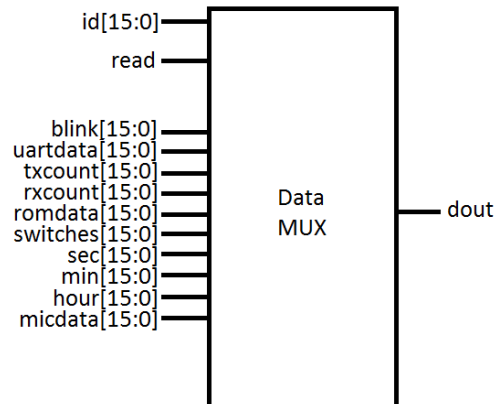 id[15:0]
read
blink[15:0]
uartdata[15:0]
txcount[15:0]
rxcount[15:0]
romdata[15:0]
switches[15:0]
sec[15:0]
min[15:0]
hour[15:0]
micdata[15:0]
Data
MUX
dout